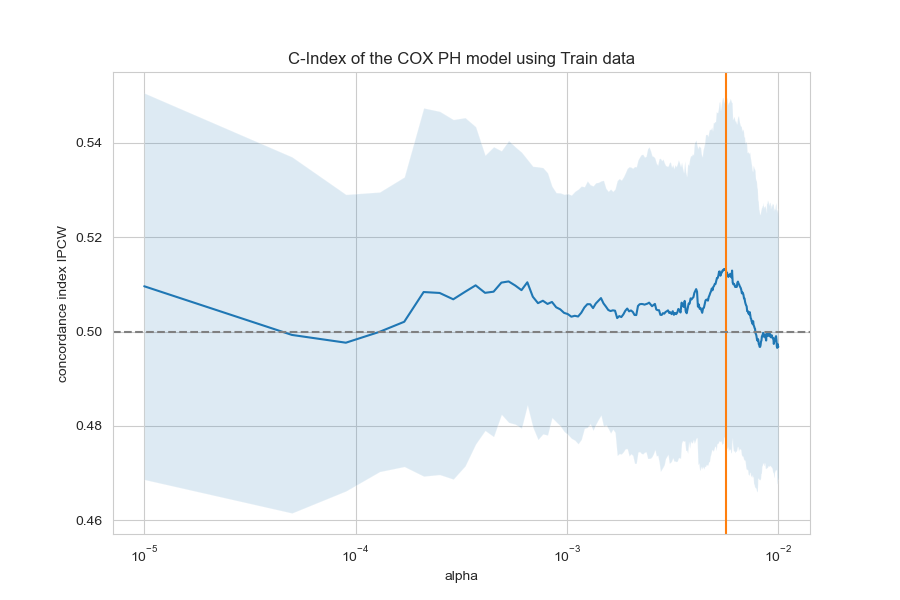 C-Index of the COX PH model using Train data
concordance index IPCW
0.54
0.52
0.50
0.48
0.46
10⁻⁵ 10⁻⁴ 10⁻³ 10⁻²
alpha